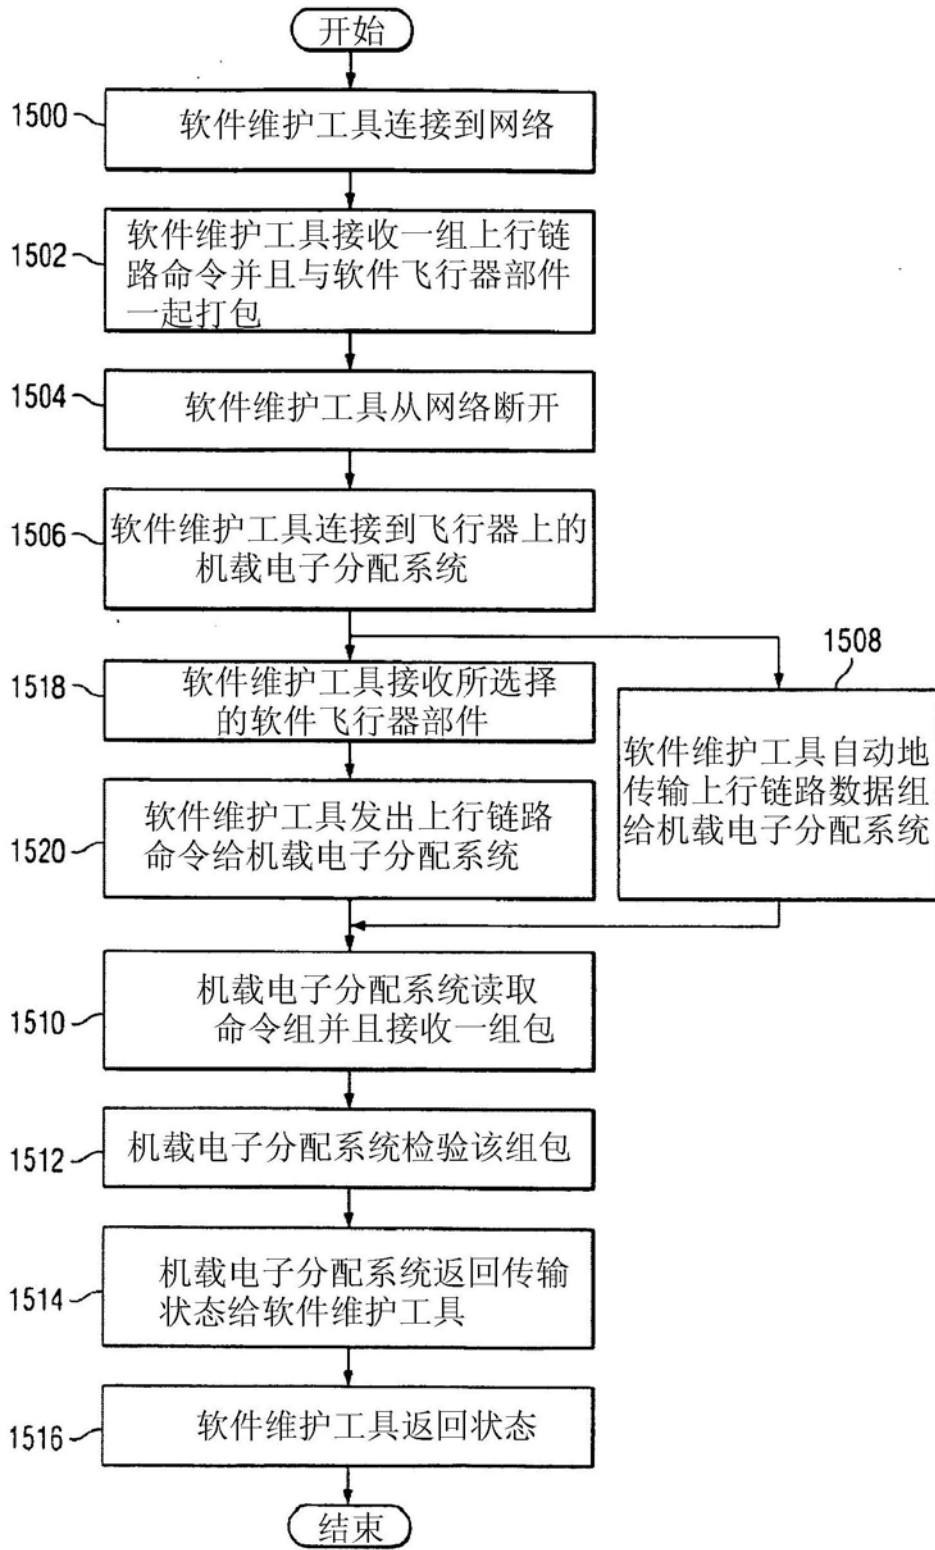 开始
1500
软件维护工具连接到网络
1502
软件维护工具接收一组上行链
路命令并且与软件飞行器部件
一起打包
1504
软件维护工具从网络断开
1506
软件维护工具连接到飞行器上的
机载电子分配系统
1518
软件维护工具接收所选择
的软件飞行器部件
1508
软件维护工具自动地
传输上行链路数据组
给机载电子分配系统
1520
软件维护工具发出上行链路
命令给机载电子分配系统
1510
机载电子分配系统读取
命令组并且接收一组包
1512
机载电子分配系统检验该组包
1514
机载电子分配系统返回传输
状态给软件维护工具
1516
软件维护工具返回状态
结束